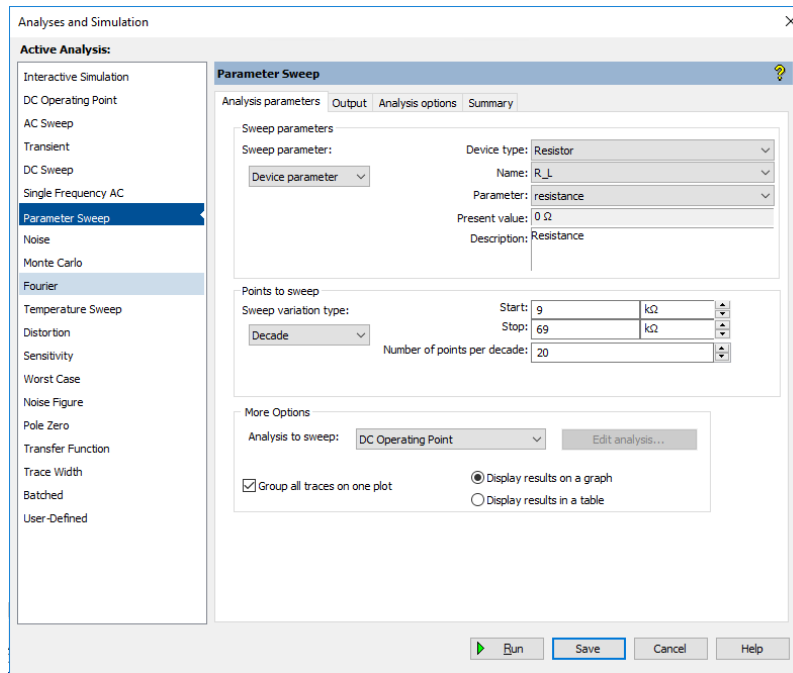 Analyses and Simulation
Active Analysis:
Interactive Simulation
DC Operating Point
AC Sweep
Transient
DC Sweep
Single Frequency AC
Parameter Sweep
Noise
Monte Carlo
Fourier
Temperature Sweep
Distortion
Sensitivity
Worst Case
Noise Figure
Pole Zero
Transfer Function
Trace Width
Batched
User-Defined
Parameter Sweep
Analysis parameters Output Analysis options Summary
Sweep parameters
Sweep parameter:
Device parameter
Device type: Resistor
Name: R_L
Parameter: resistance
Present value: 0 Ω
Description: Resistance
Points to sweep
Sweep variation type:
Decade
Start: 9 kΩ
Stop: 69 kΩ
Number of points per decade: 20
More Options
Analysis to sweep: DC Operating Point Edit analysis...
Group all traces on one plot
Display results on a graph
Display results in a table
Run Save Cancel Help